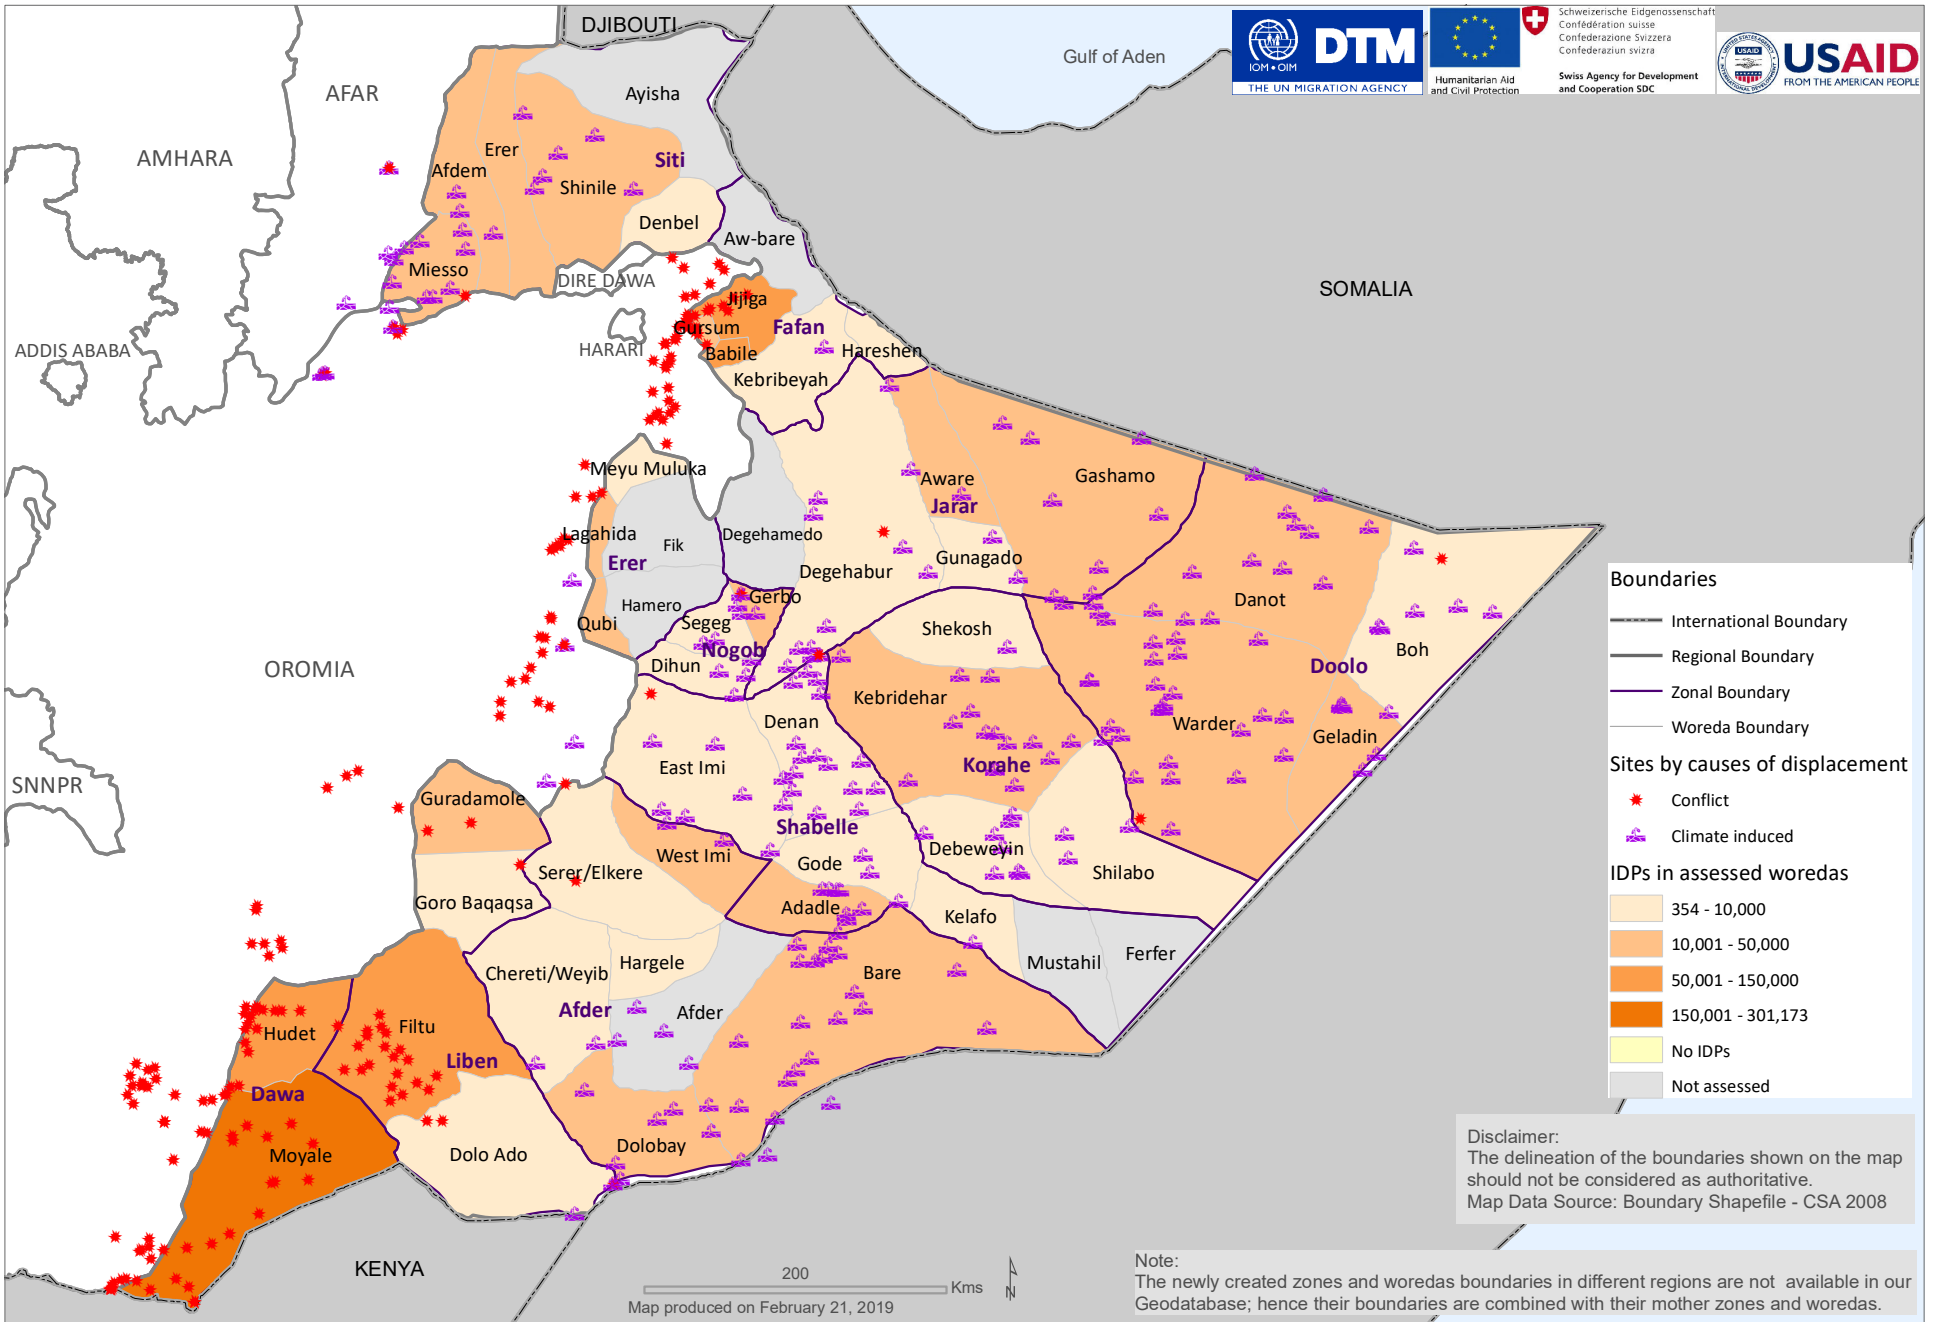 DJIBOUTI
Gulf of Aden
IOM • OIM
DTM
THE UN MIGRATION AGENCY
Humanitarian Aid
and Civil Protection
Schweizerische Eidgenossenschaft
Confédération suisse
Confederazione Svizzera
Confederaziun svizra
Swiss Agency for Development
and Cooperation SDC
USAID
USAID
FROM THE AMERICAN PEOPLE
AFAR
Ayisha
AMHARA
Erer
Afdem
Siti
Shinile
Denbel
Aw-bare
Miesso
DIRE DAWA
SOMALIA
Jijiga
Gursum
Fafan
ADDIS ABABA
HARARI
Babile
Hareshen
Kebribeyah
Meyu Muluka
Aware
Gashamo
Jarar
Lagahida
Degehamedo
Fik
Erer
Gunagado
Degehabur
Hamero
Gerbo
Danot
Qubi
Segeg
Shekosh
Nogob
Dihun
Boh
Doolo
OROMIA
Kebridehar
Denan
Warder
Geladin
East Imi
Korahe
SNNPR
Guradamole
Shabelle
West Imi
Gode
Debeweyin
Serer/Elkere
Shilabo
Goro Baqaqsa
Adadle
Kelafo
Mustahil
Ferfer
Chereti/Weyib
Hargele
Bare
Afder
Afder
Hudet
Filtu
Liben
Dawa
Moyale
Dolo Ado
Dolobay
KENYA
Boundaries
International Boundary
Regional Boundary
Zonal Boundary
Woreda Boundary
Sites by causes of displacement
Conflict
Climate induced
IDPs in assessed woredas
354 - 10,000
10,001 - 50,000
50,001 - 150,000
150,001 - 301,173
No IDPs
Not assessed
Disclaimer:
The delineation of the boundaries shown on the map
should not be considered as authoritative.
Map Data Source: Boundary Shapefile - CSA 2008
Note:
The newly created zones and woredas boundaries in different regions are not available in our
Geodatabase; hence their boundaries are combined with their mother zones and woredas.
200
Kms
N
Map produced on February 21, 2019